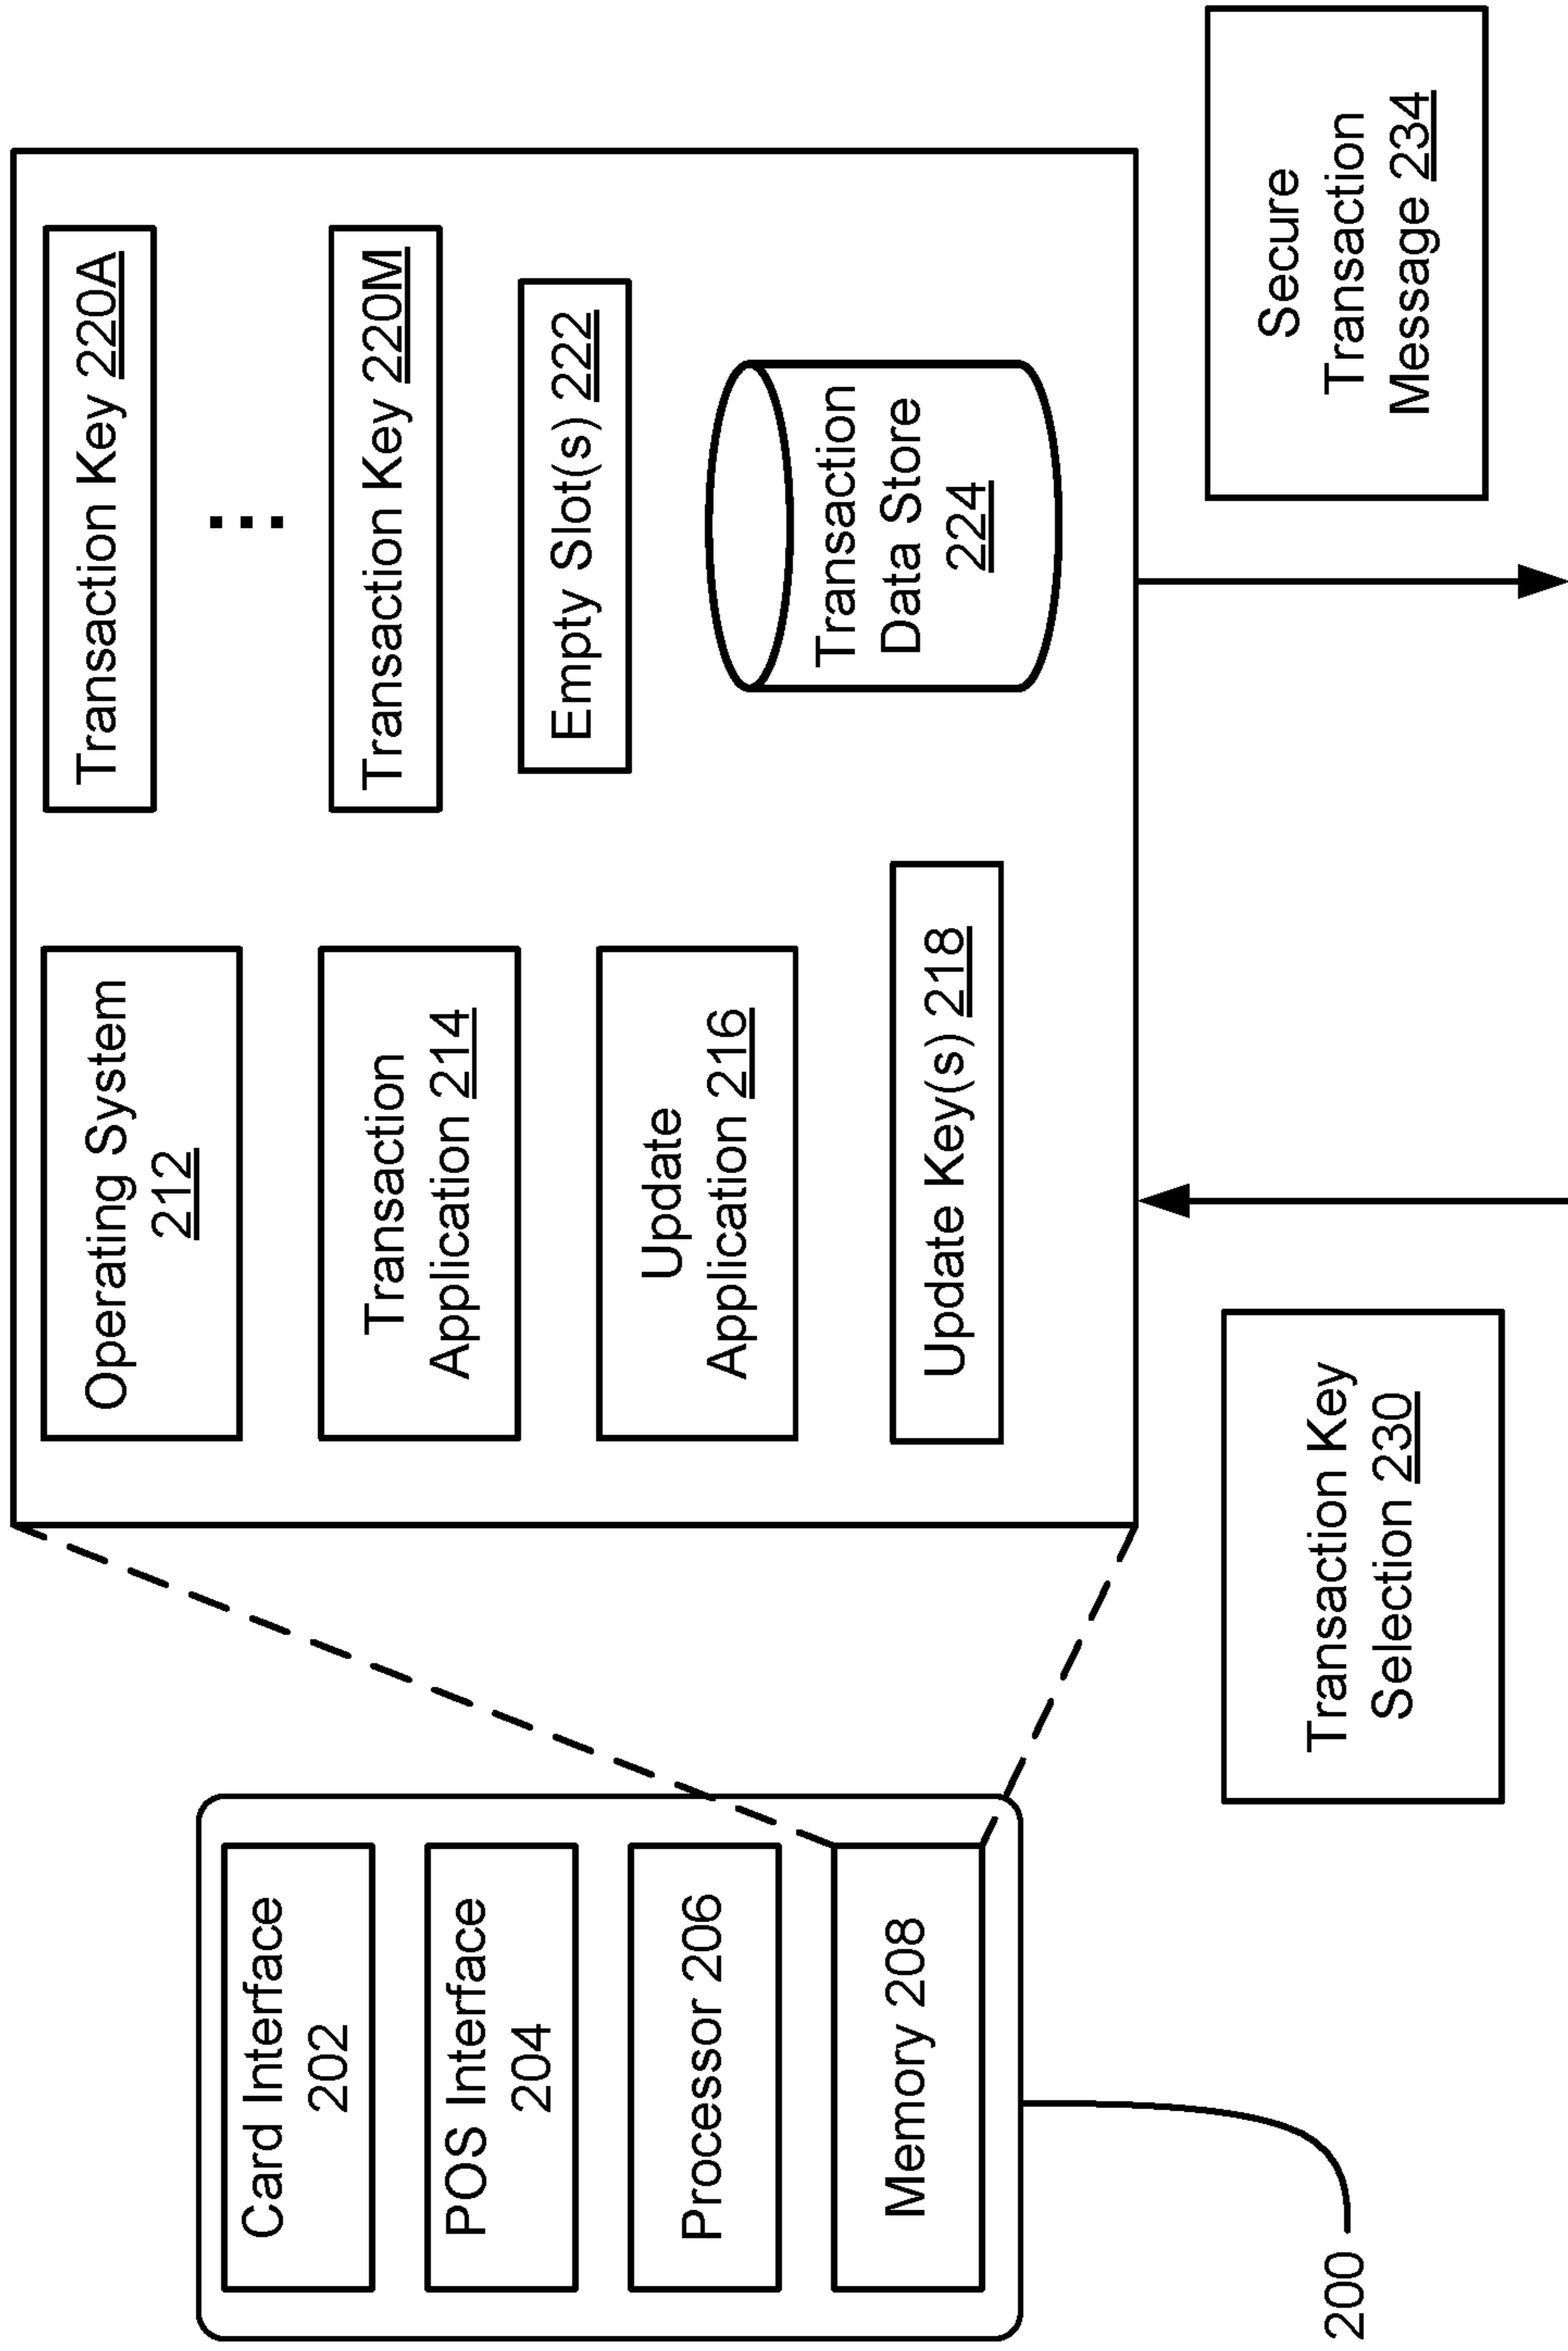 Card Interface
202
POS Interface
204
Processor 206
Memory 208
200
Operating System
212
Transaction
Application 214
Update
Application 216
Update Key(s) 218
Transaction Key 220A
Transaction Key 220M
Empty Slot(s) 222
Transaction
Data Store
224
Transaction Key
Selection 230
Secure
Transaction
Message 234